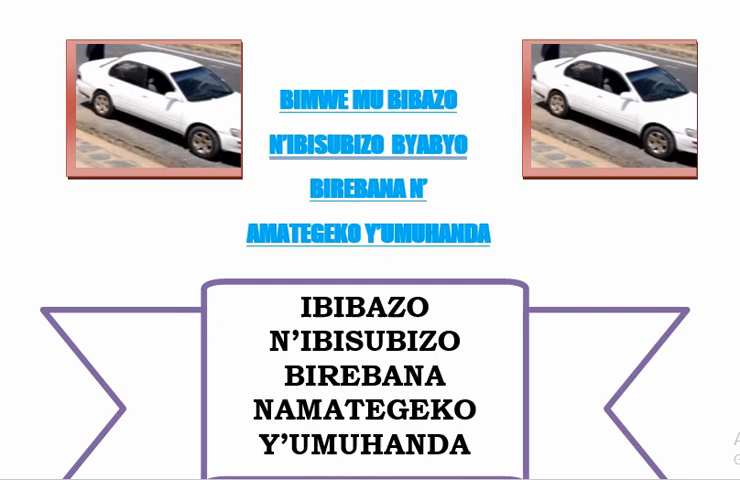 BIMWE MU BIBAZO
N'IBISUBIZO BYABYO
BIREBANA N'
AMATEGEKO Y'UMUHANDA
IBIBAZO
N'IBISUBIZO
BIREBANA
NAMATEGEKO
Y'UMUHANDA